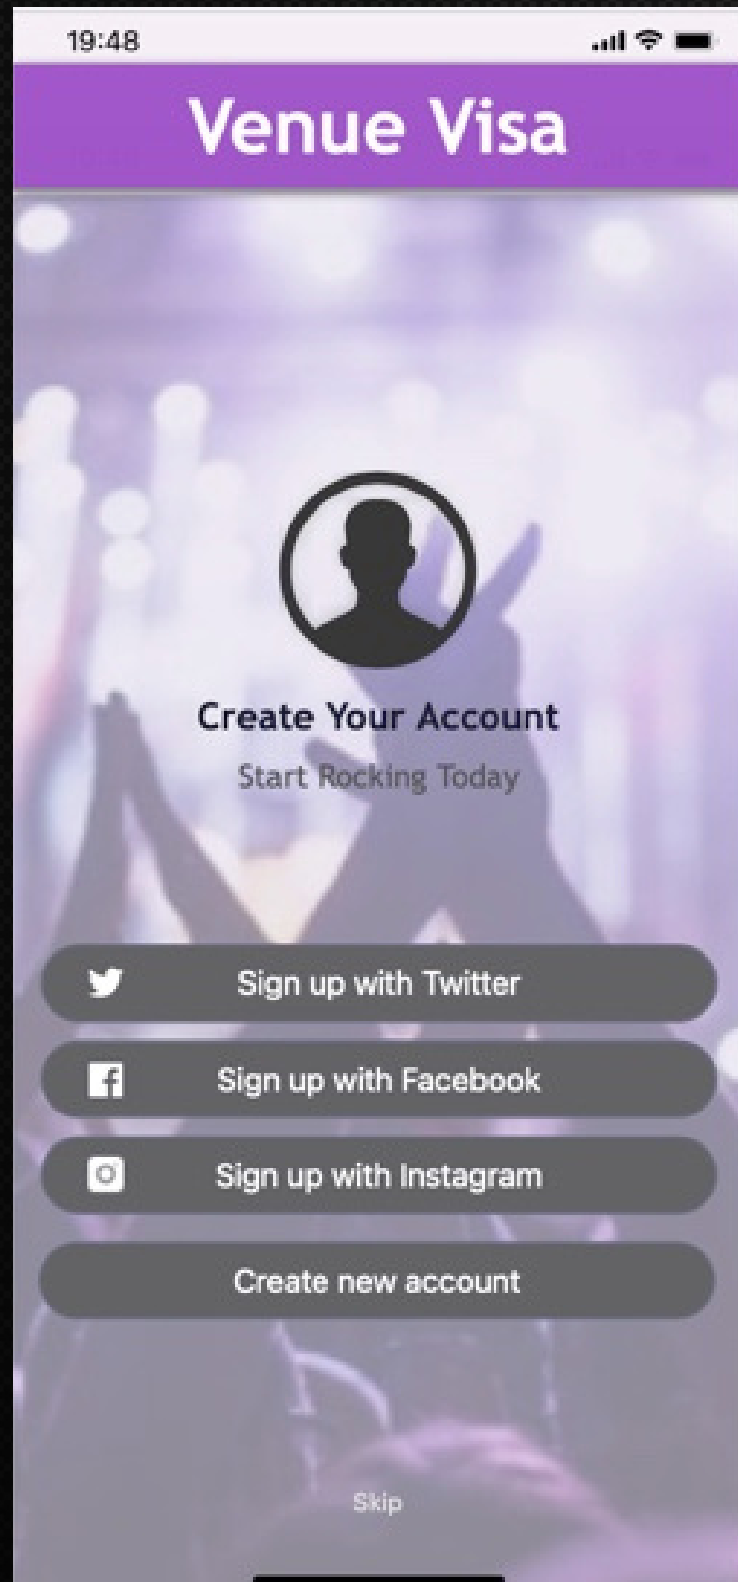 19:48
Venue Visa
Create Your Account
Start Rocking Today
Sign up with Twitter
Sign up with Facebook
Sign up with Instagram
Create new account
Skip